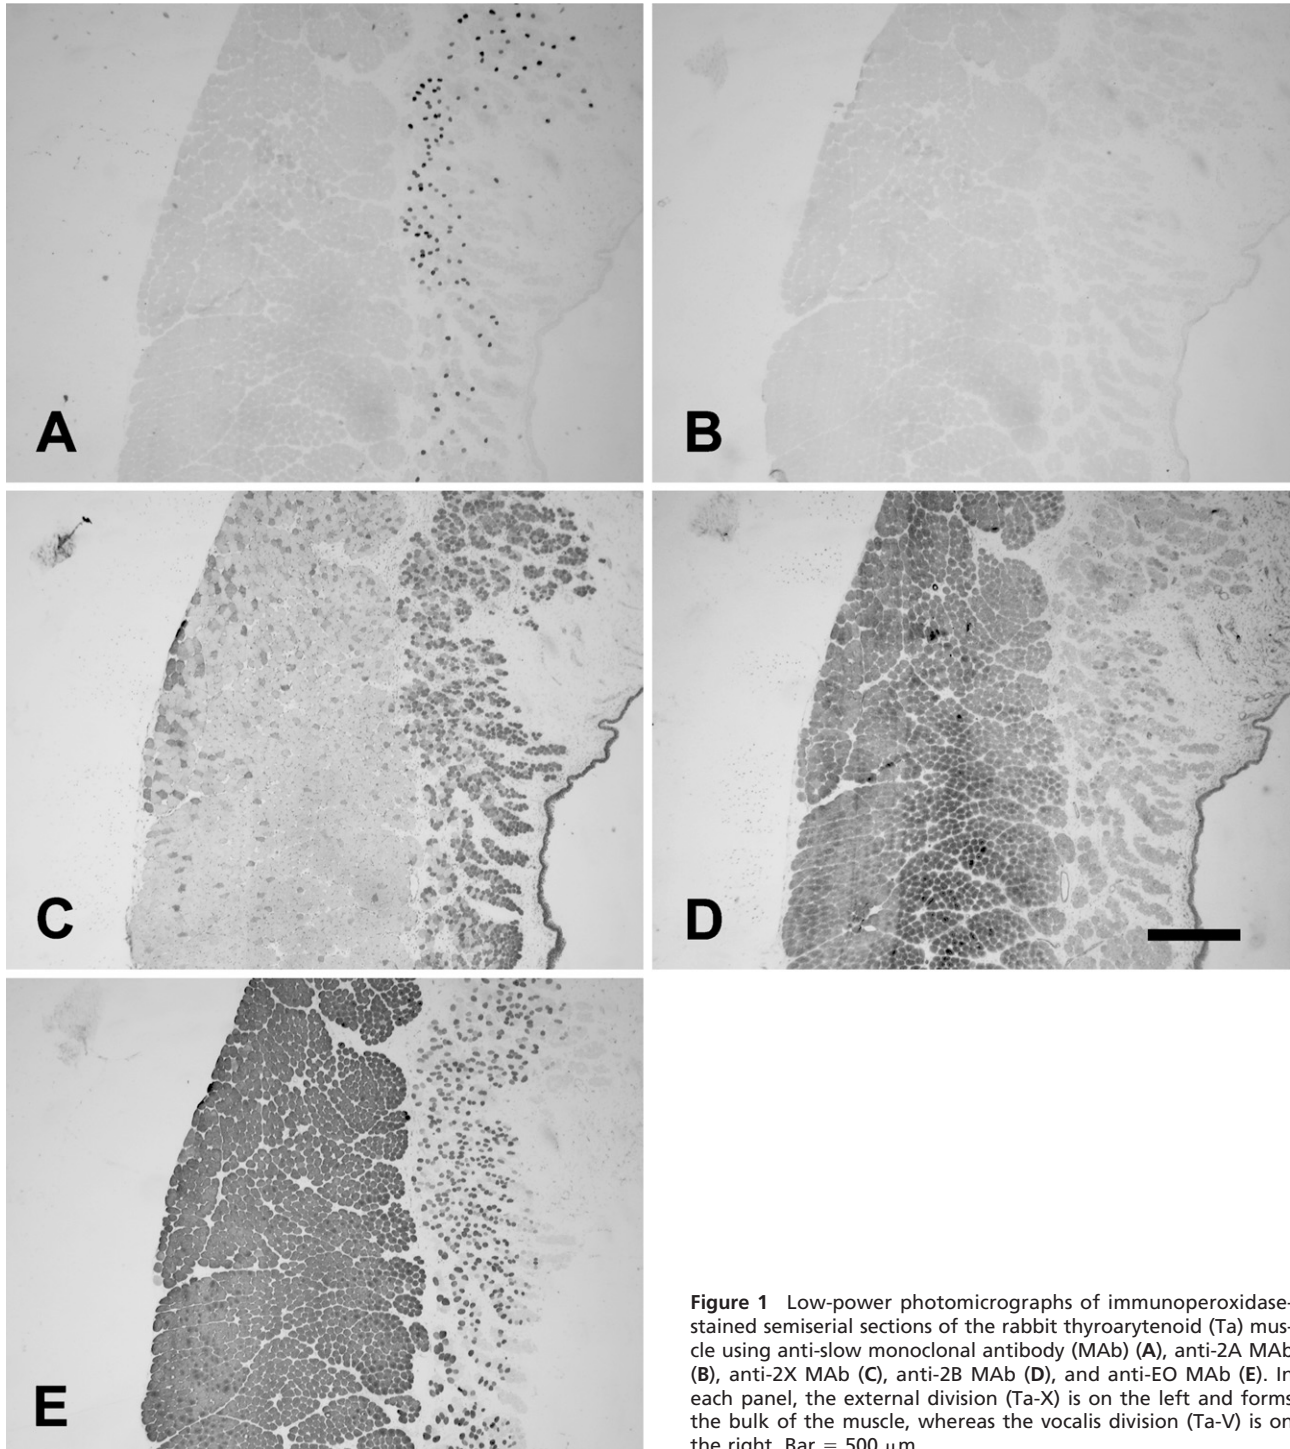 A
B
C
D
E
Figure 1 Low-power photomicrographs of immunoperoxidase-
stained semiserial sections of the rabbit thyroarytenoid (Ta) mus-
cle using anti-slow monoclonal antibody (MAb) (A), anti-2A MAb
(B), anti-2X MAb (C), anti-2B MAb (D), and anti-EO MAb (E). In
each panel, the external division (Ta-X) is on the left and forms
the bulk of the muscle, whereas the vocalis division (Ta-V) is on
the right. Bar = 500 μm.